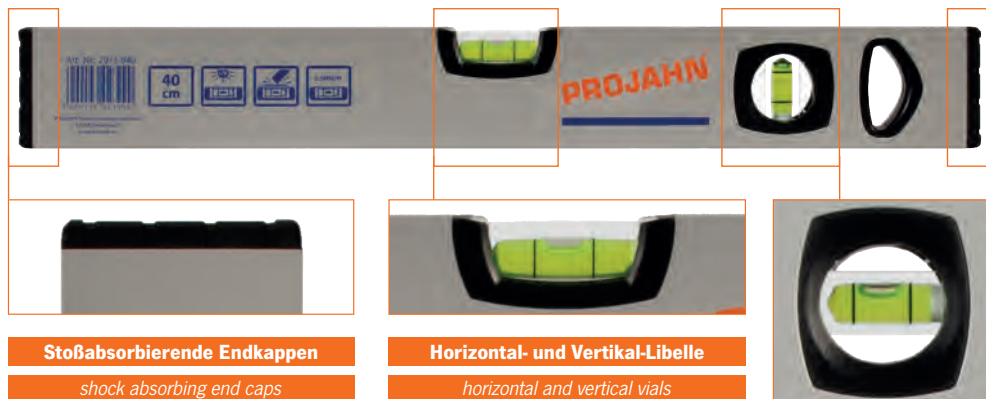 40
cm
PROJAHN
Stoßabsorbierende Endkappen
shock absorbing end caps
Horizontal- und Vertikal-Libelle
horizontal and vertical vials